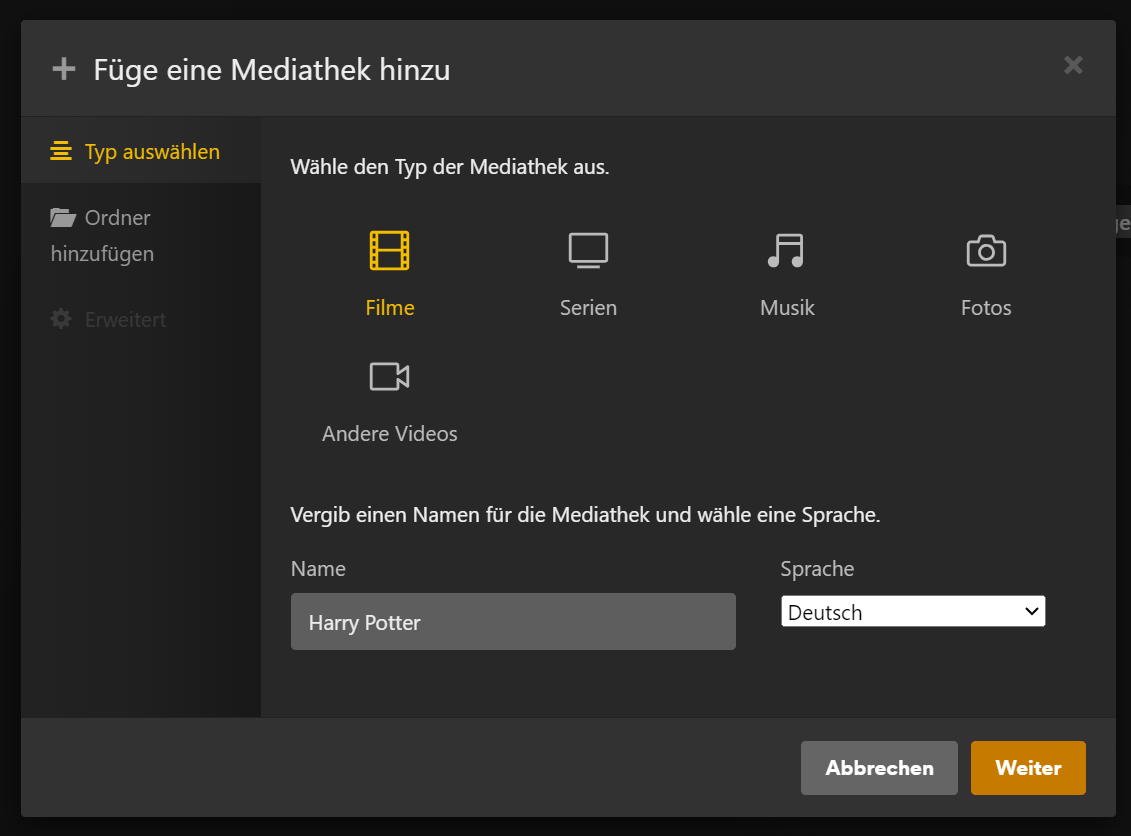 Füge eine Mediathek hinzu
Typ auswählen
Ordner
hinzufügen
Erweitert
Wähle den Typ der Mediathek aus.
Filme
Serien
Musik
Fotos
Andere Videos
Vergib einen Namen für die Mediathek und wähle eine Sprache.
Name
Sprache
Harry Potter
Deutsch
Abbrechen
Weiter